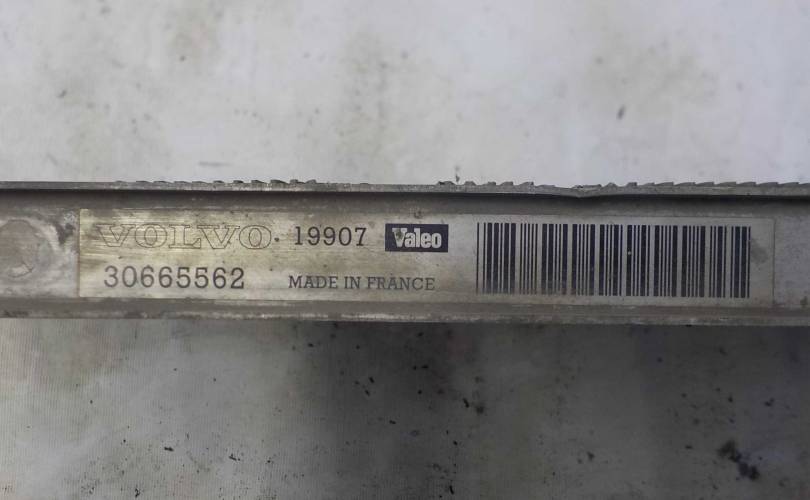 VOLVO 19907 Valeo
30665562 MADE IN FRANCE